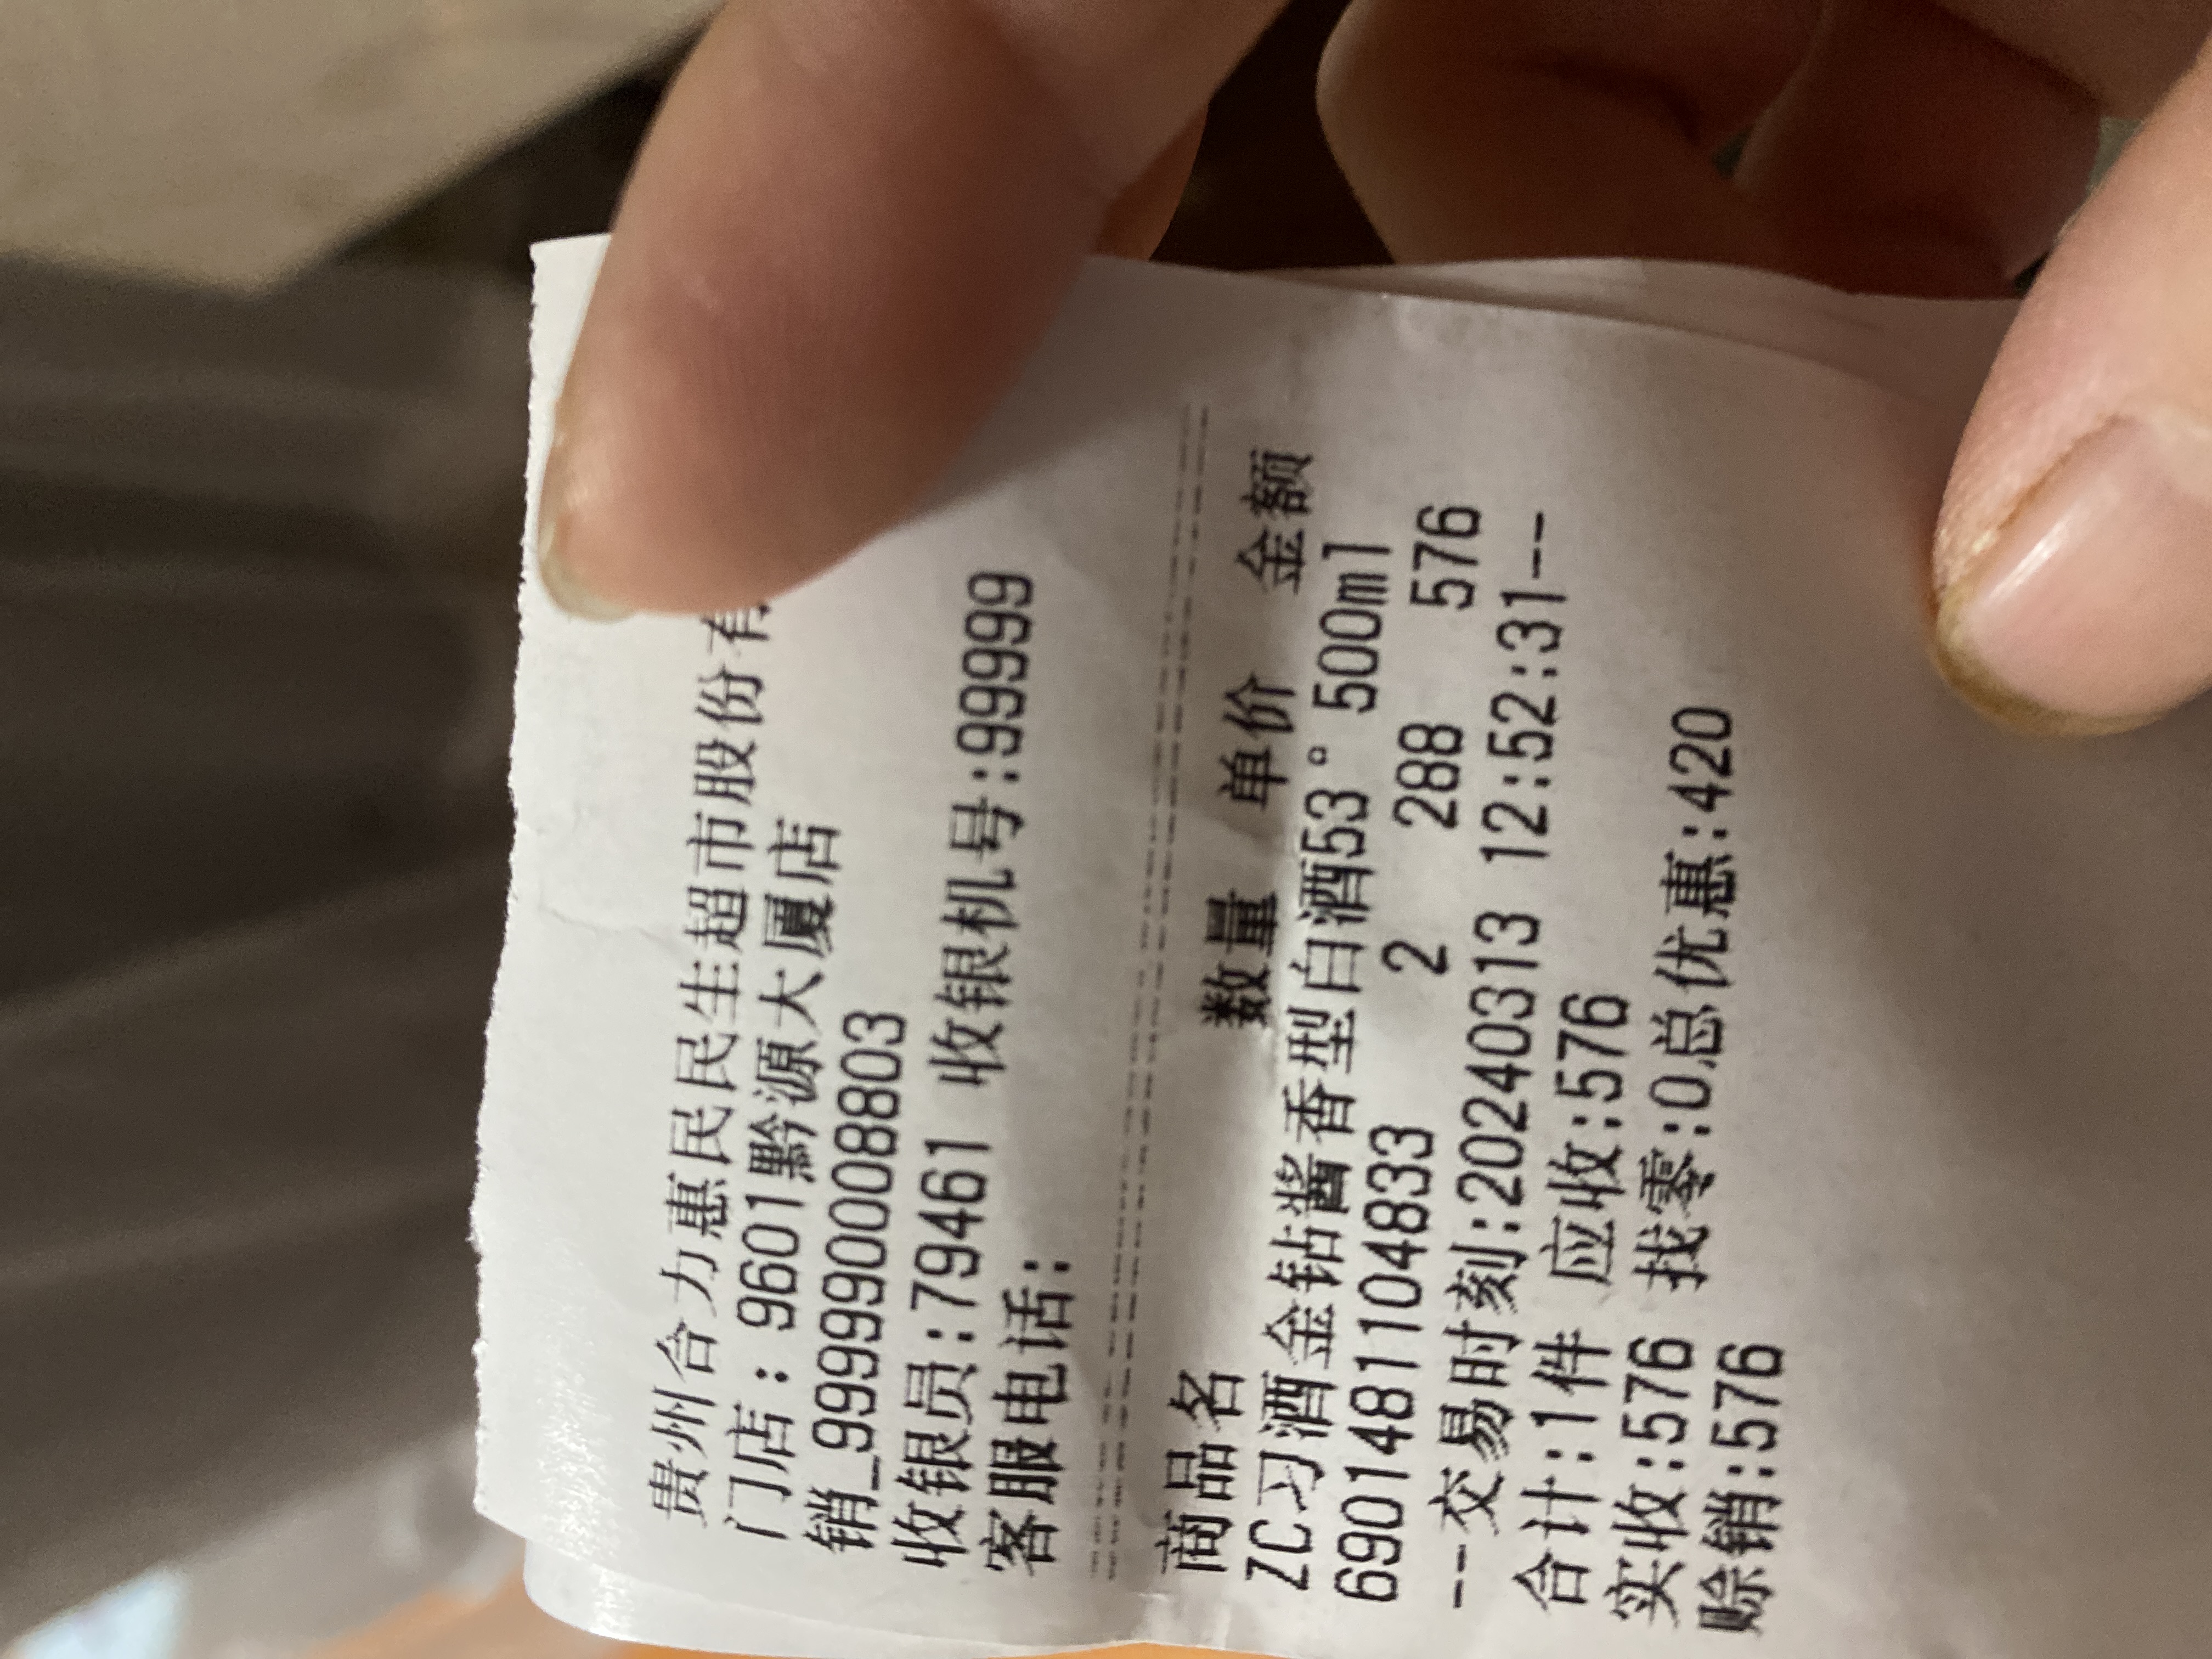 贵州合力惠民民生超市股份有
门店: 9601黔源大厦店
销_9999900008803
收银员:79461 收银机号:99999
客服电话:
商品名 数量 单价 金额
ZC习酒金钻酱香型白酒53°500ml
6901481104833 2 288 576
--交易时刻:20240313 12:52:31--
合计:1件 应收:576
实收:576 找零:0总优惠:420
赊销:576